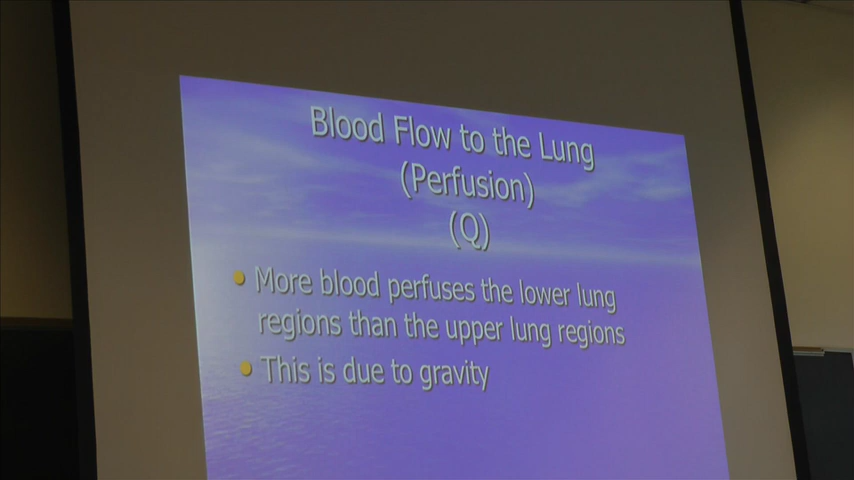 Blood Flow to the Lung
(Perfusion)
(Q)
More blood perfuses the lower lung
regions than the upper lung regions
This is due to gravity